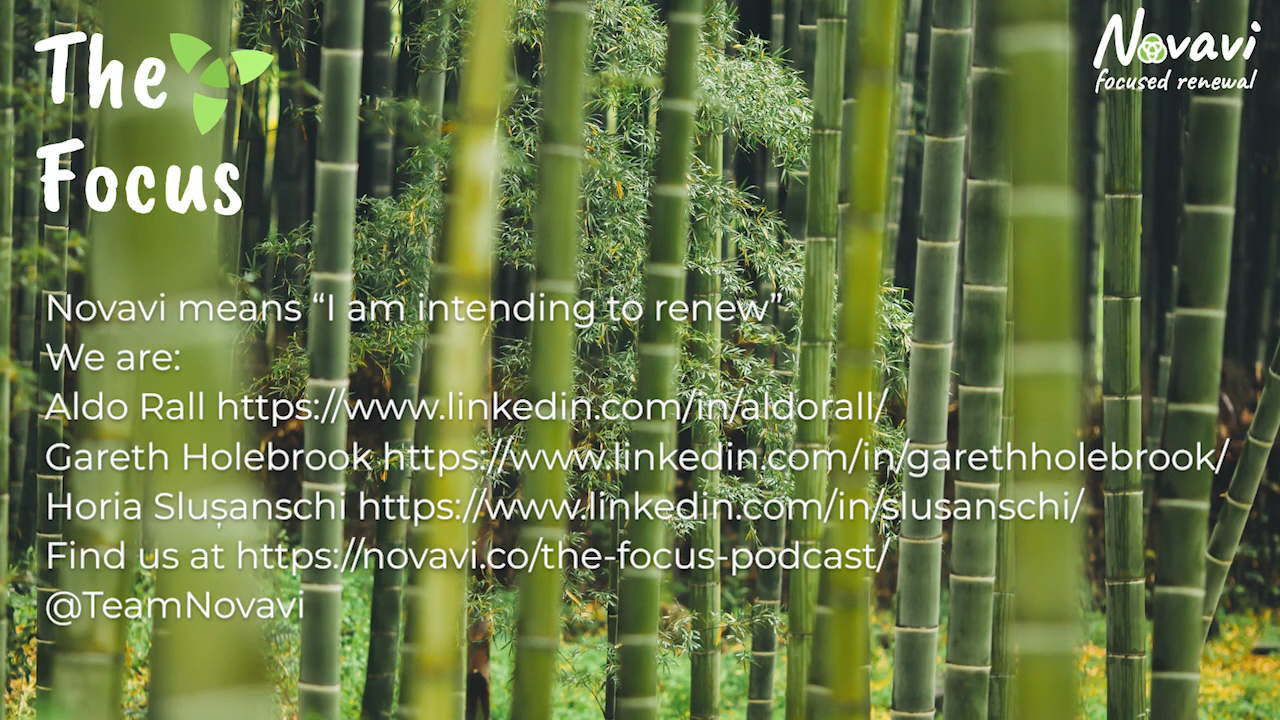 The
Focus
Novavi
focused renewal
Novavi means “I am intending to renew”
We are:
Aldo Rall https://www.linkedin.com/in/aldorall/
Gareth Holebrook https://www.linkedin.com/in/garethholebrook/
Horia Slușanschi https://www.linkedin.com/in/slusanschi/
Find us at https://novavi.co/the-focus-podcast/
@TeamNovavi